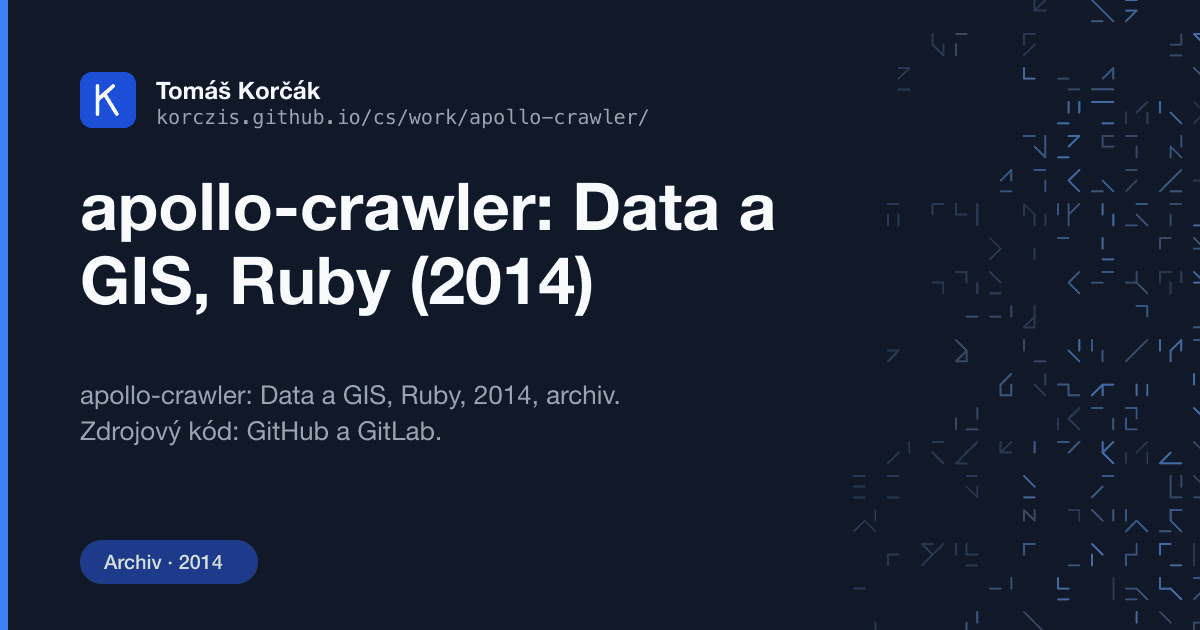 K
Tomáš Korčák
korczis.github.io/cs/work/apollo-crawler/
apollo-crawler: Data a
GIS, Ruby (2014)
apollo-crawler: Data a GIS, Ruby, 2014, archiv.
Zdrojový kód: GitHub a GitLab.
Archiv · 2014